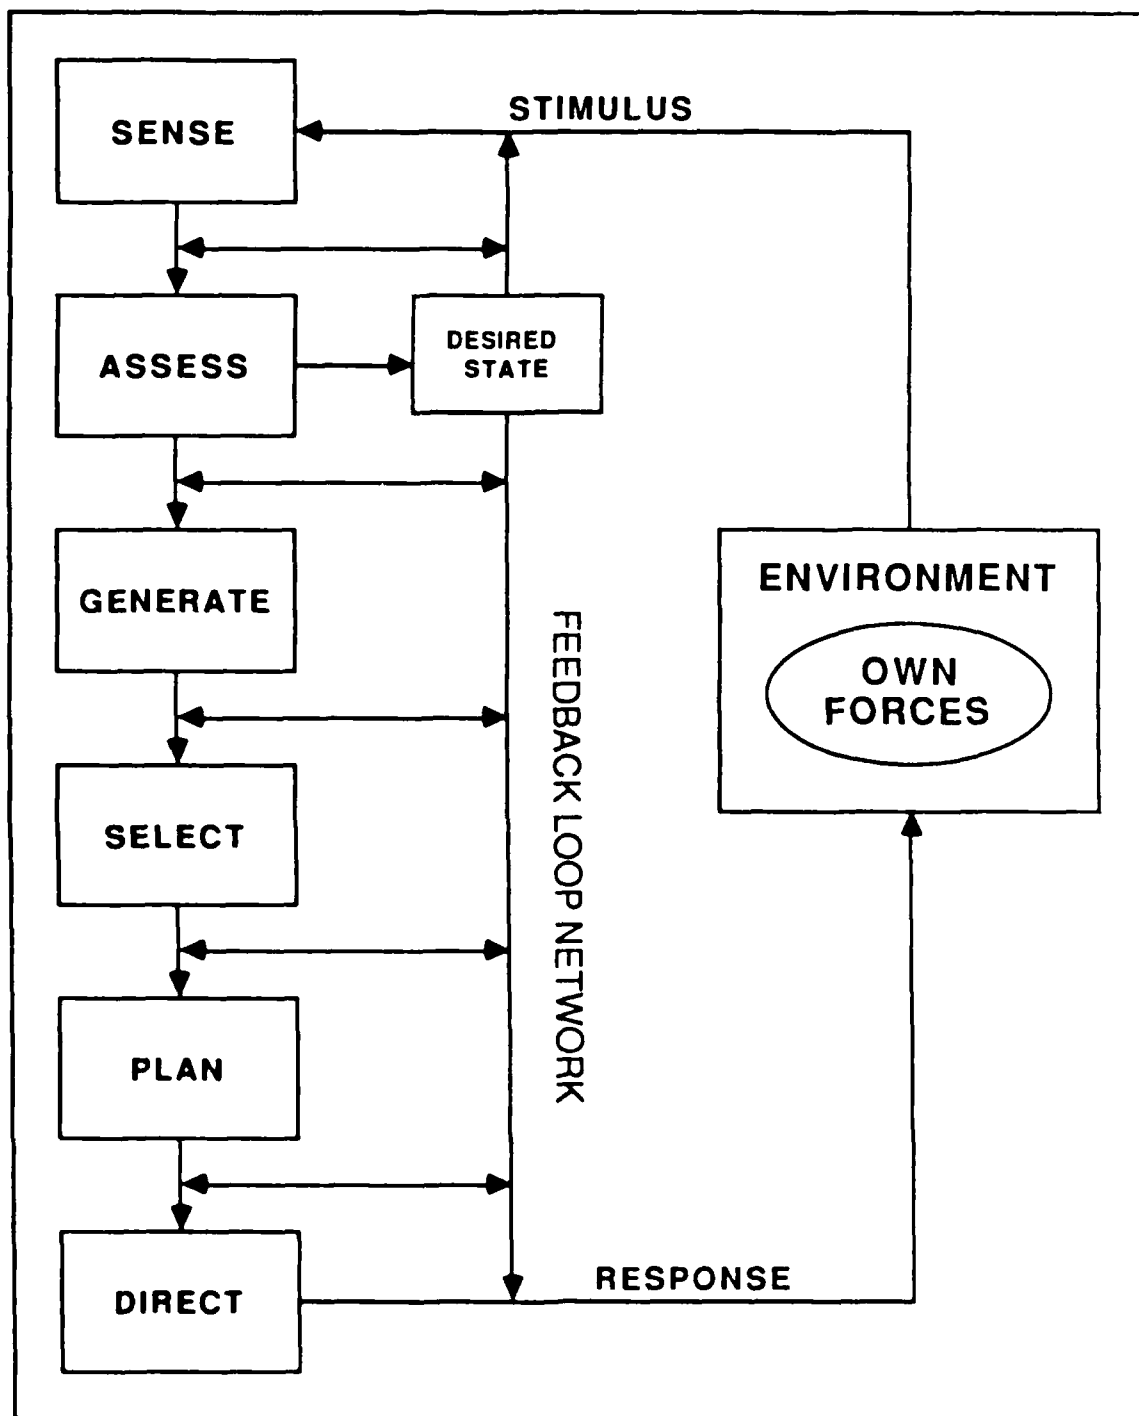 STIMULUS
SENSE
ASSESS
DESIRED
STATE
GENERATE
ENVIRONMENT
OWN
FORCES
FEEDBACK LOOP NETWORK
SELECT
PLAN
DIRECT
RESPONSE